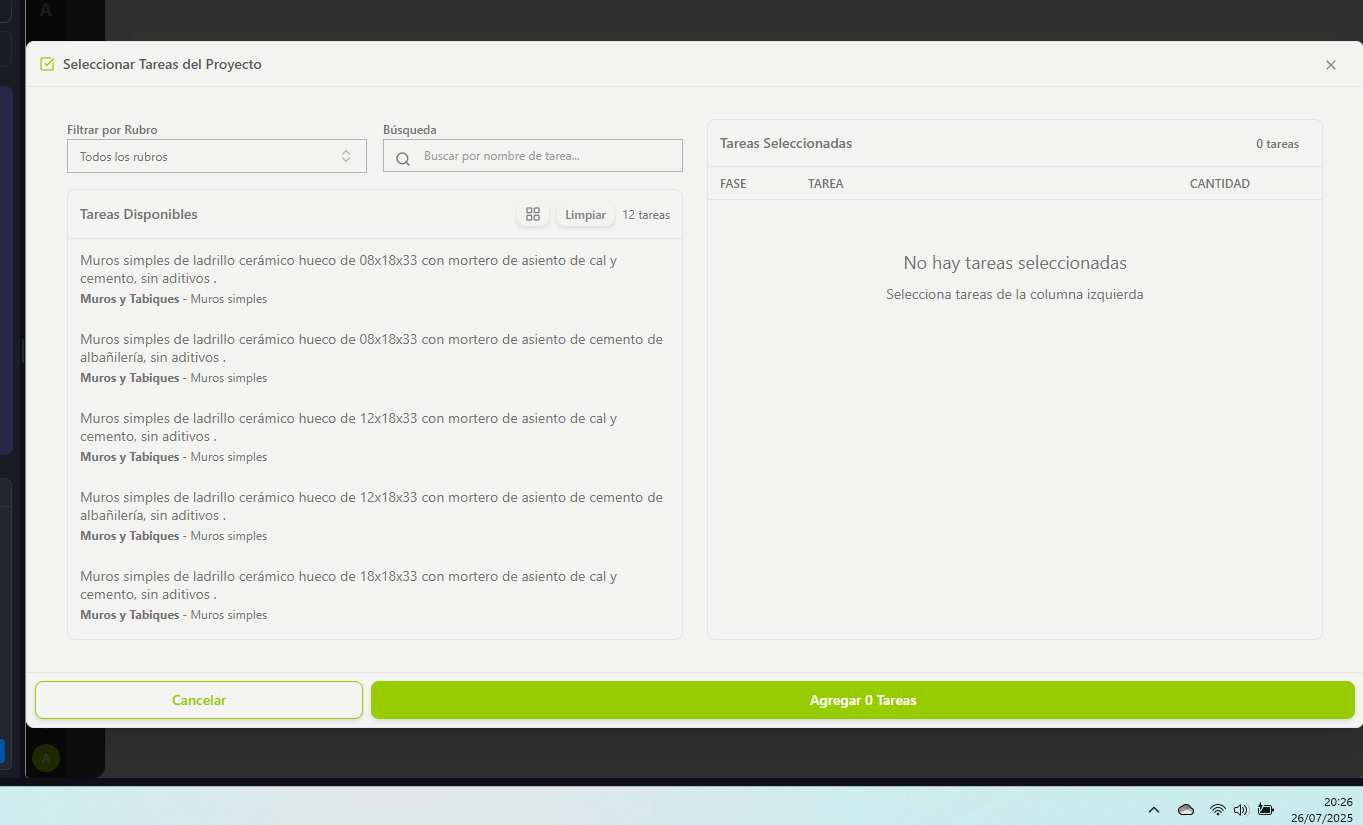 A
Seleccionar Tareas del Proyecto
Filtrar por Rubro
Todos los rubros
Búsqueda
Buscar por nombre de tarea...
Tareas Disponibles
Limpiar
12 tareas
Muros simples de ladrillo cerámico hueco de 08x18x33 con mortero de asiento de cal y
cemento, sin aditivos .
Muros y Tabiques - Muros simples
Muros simples de ladrillo cerámico hueco de 08x18x33 con mortero de asiento de cemento de
albañilería, sin aditivos .
Muros y Tabiques - Muros simples
Muros simples de ladrillo cerámico hueco de 12x18x33 con mortero de asiento de cal y
cemento, sin aditivos .
Muros y Tabiques - Muros simples
Muros simples de ladrillo cerámico hueco de 12x18x33 con mortero de asiento de cemento de
albañilería, sin aditivos .
Muros y Tabiques - Muros simples
Muros simples de ladrillo cerámico hueco de 18x18x33 con mortero de asiento de cal y
cemento, sin aditivos .
Muros y Tabiques - Muros simples
Tareas Seleccionadas
0 tareas
FASE TAREA CANTIDAD
No hay tareas seleccionadas
Selecciona tareas de la columna izquierda
Cancelar
Agregar 0 Tareas
A
20:26
26/07/2025